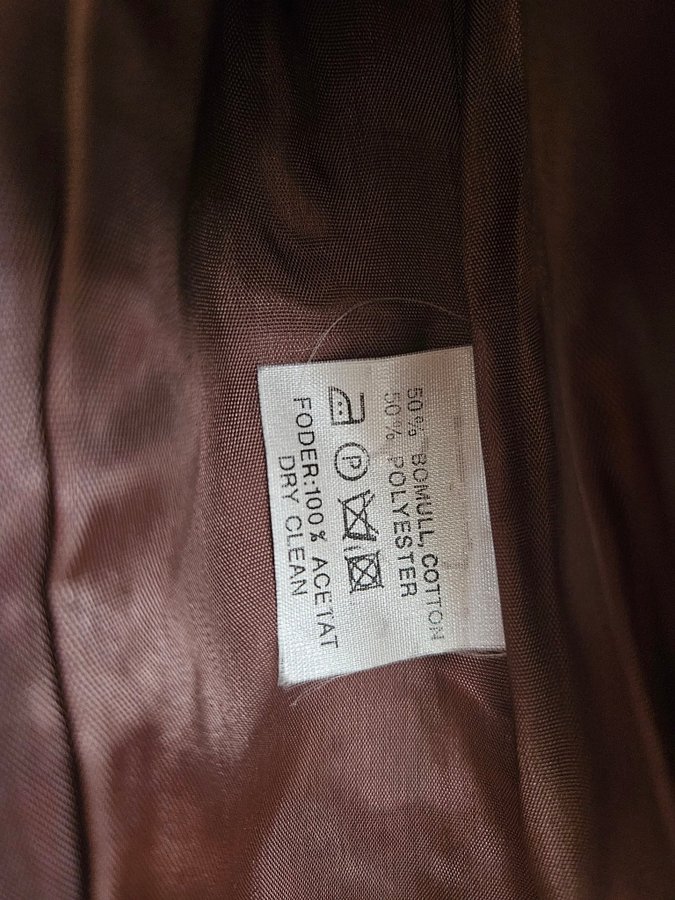 50% BOMULL, COTTON
50% POLYESTER
P
FODER:100% ACETAT
DRY CLEAN